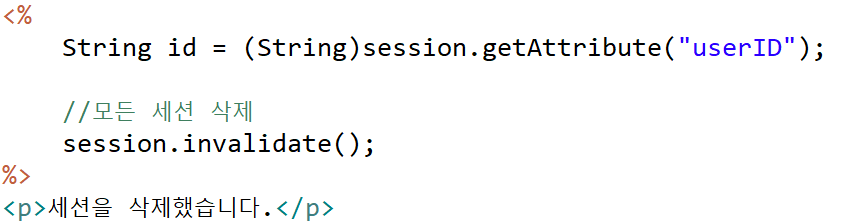 <%
String id = (String)session.getAttribute("userID");
//모든 세션 삭제
session.invalidate();
%>
<p>세션을 삭제했습니다.</p>